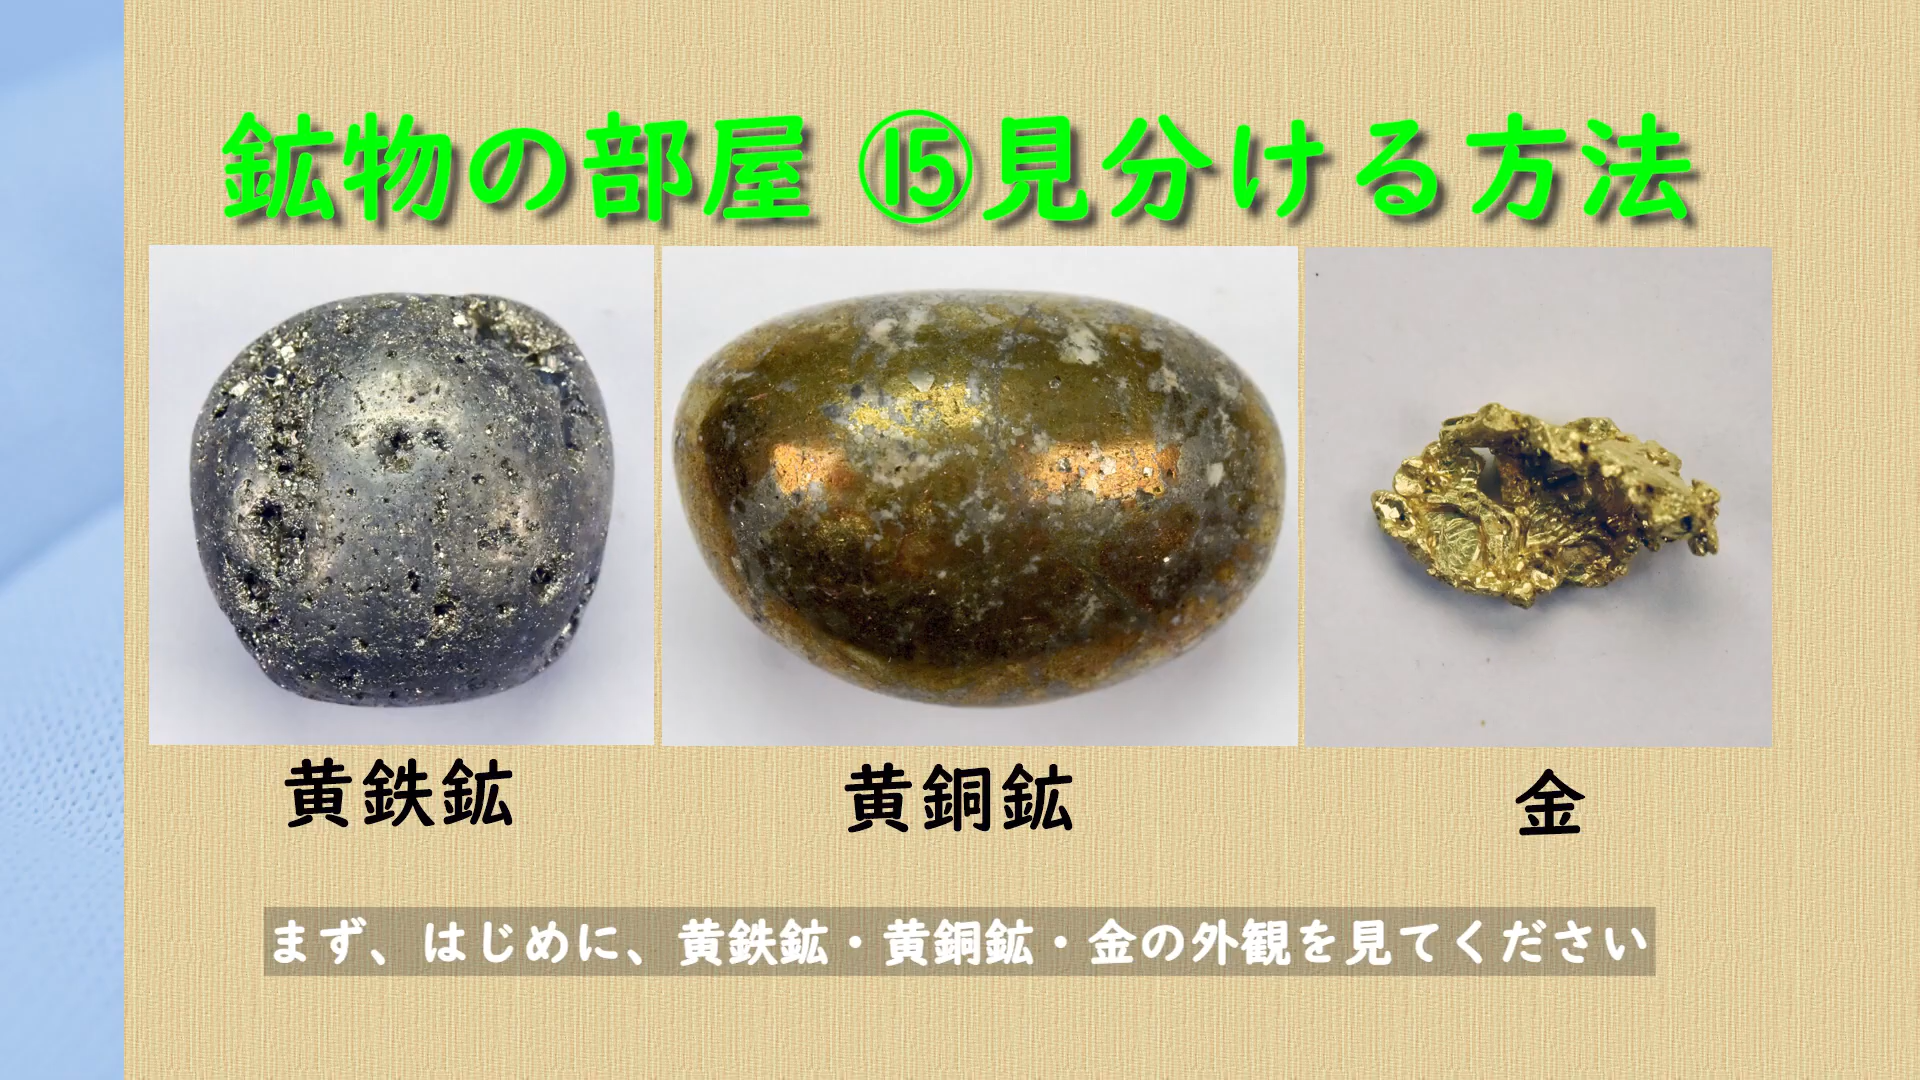 鉱物の部屋 ⑮見分ける方法
黄鉄鉱
黄銅鉱
金
まず、はじめに、黄鉄鉱・黄銅鉱・金の外観を見てください